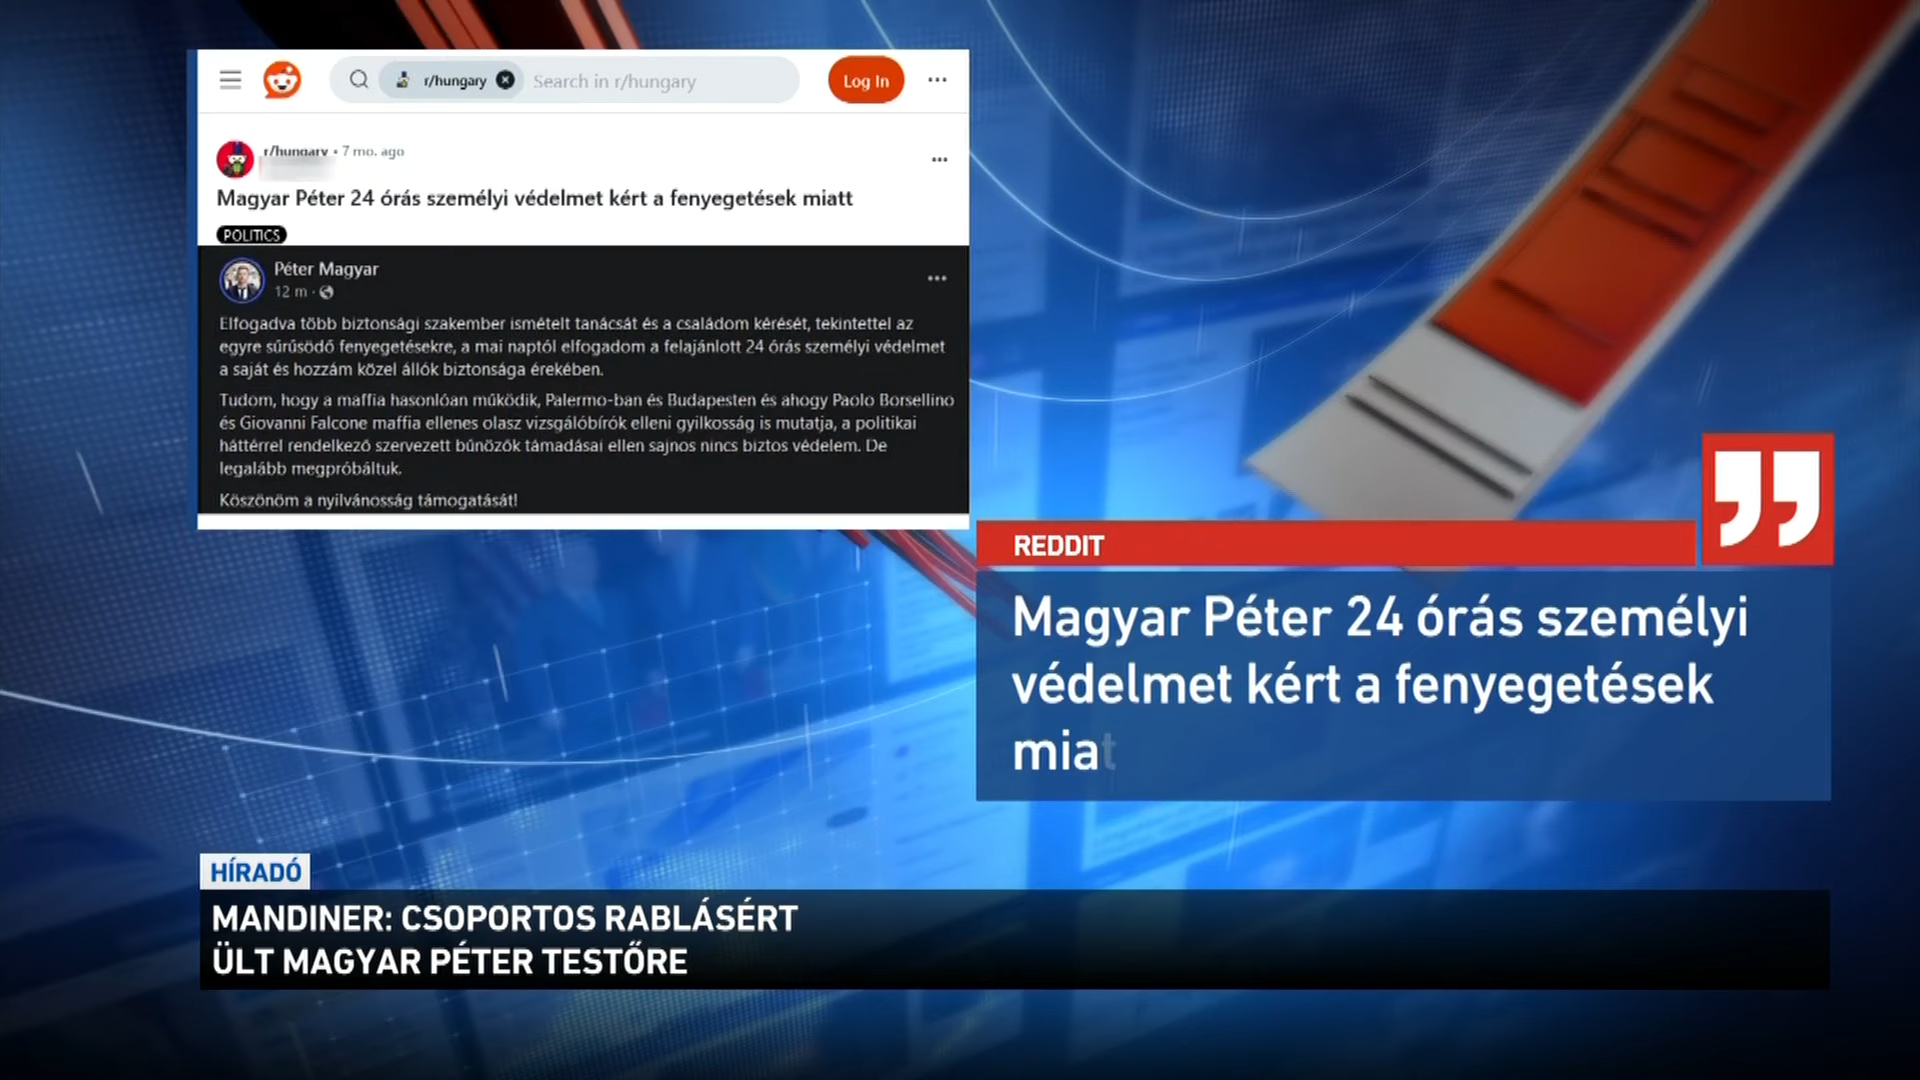 r/hungary
Search in r/hungary
Log In
r/hungary • 7 mo. ago
Magyar Péter 24 órás személyi védelmet kért a fenyegetések miatt
POLITICS
Péter Magyar
12 m ·
Elfogadva több biztonsági szakember ismételt tanácsát és a családom kérését, tekintettel az
egyre sűrűsödő fenyegetésekre, a mai naptól elfogadom a felajánlott 24 órás személyi védelmet
a saját és hozzám közel állók biztonsága érekében.
Tudom, hogy a maffia hasonlóan működik, Palermo-ban és Budapesten és ahogy Paolo Borsellino
és Giovanni Falcone maffia ellenes olasz vizsgálóbírók elleni gyilkosság is mutatja, a politikai
háttérrel rendelkező szervezett bűnözők támadásai ellen sajnos nincs biztos védelem. De
legalább megpróbáltuk.
Köszönöm a nyilvánosság támogatását!
REDDIT
Magyar Péter 24 órás személyi
védelmet kért a fenyegetések
miat
HÍRADÓ
MANDINER: CSOPORTOS RABLÁSÉRT
ÜLT MAGYAR PÉTER TESTŐRE